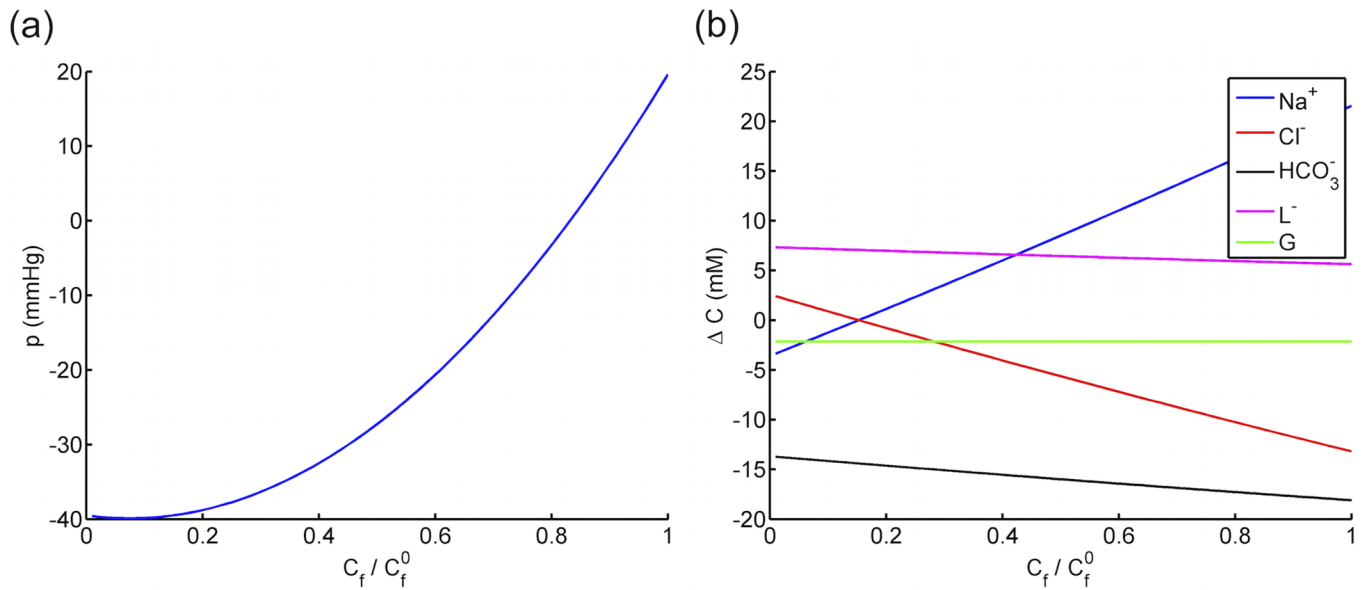 (a)
20
10
0
-10
-20
-30
-40
p (mmHg)
0 0.2 0.4 0.6 0.8 1
C_f / C_f^0
(b)
25
20
15
10
5
0
-5
-10
-15
-20
Δ C (mM)
0 0.2 0.4 0.6 0.8 1
C_f / C_f^0
Na⁺
Cl⁻
HCO₃⁻
L⁻
G